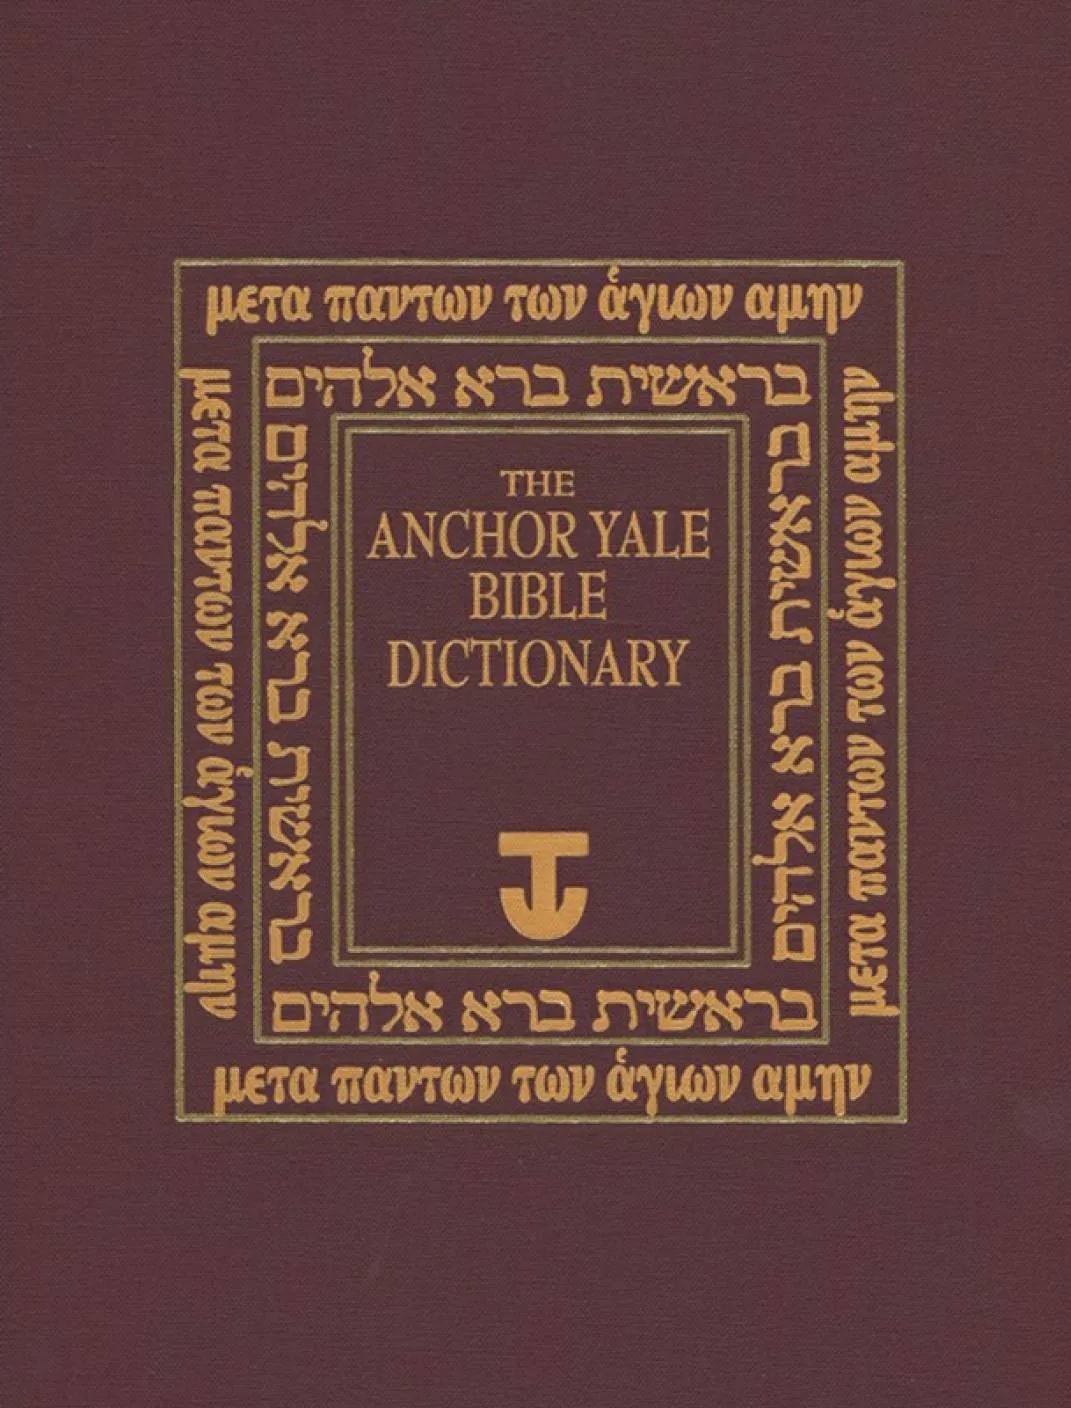 μετα παντων των ἁγιων αμην
בראשית ברא אלהים
μετα παντων των ἁγιων αμην
בראשית ברא אלהים
THE
ANCHOR YALE
BIBLE
DICTIONARY
בראשית ברא אלהים
μετα παντων των ἁγιων αμην
בראשית ברא אלהים
μετα παντων των ἁγιων αμην